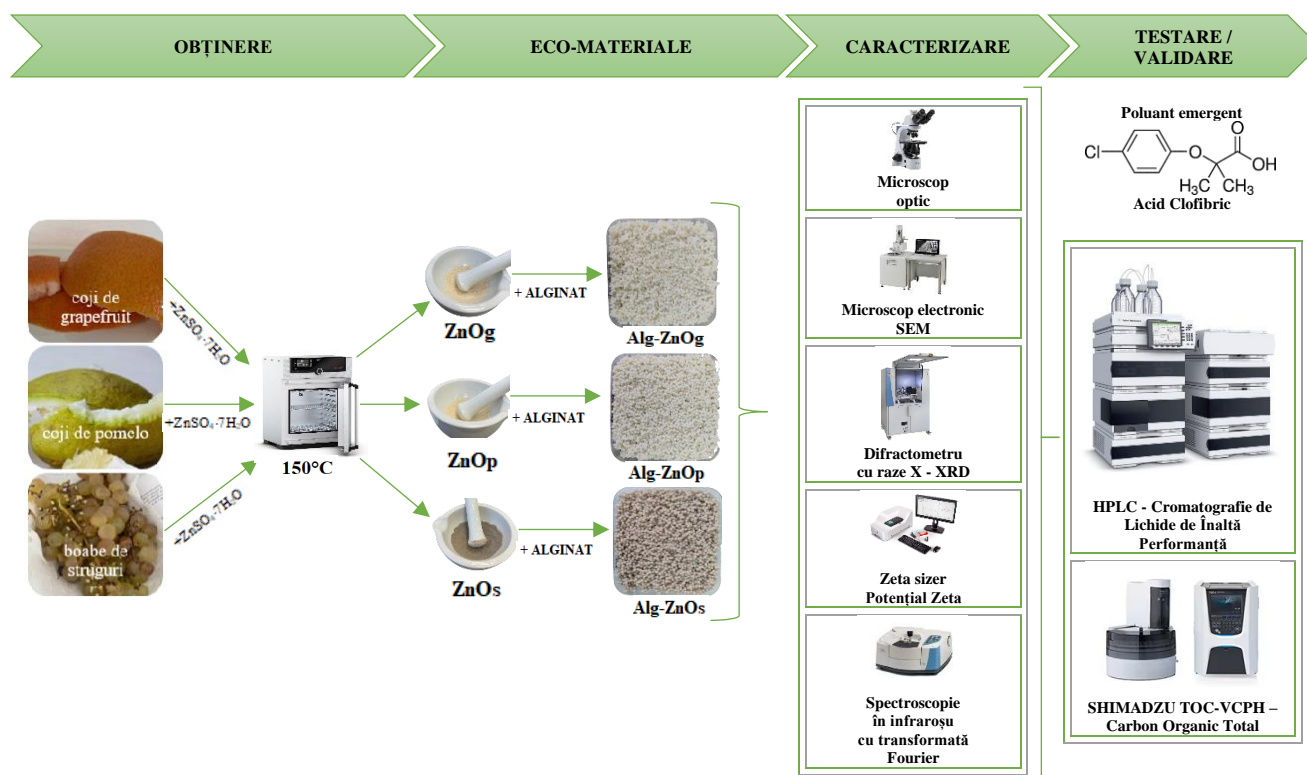 OBȚINERE
ECO-MATERIALE
CARACTERIZARE
TESTARE /
VALIDARE
coji de
grapefruit
+ZnSO₄·7H₂O
coji de pomelo
+ZnSO₄·7H₂O
boabe de
struguri
+ZnSO₄·7H₂O
150°C
ZnOg
+ ALGINAT
Alg-ZnOg
ZnOp
+ ALGINAT
Alg-ZnOp
ZnOs
+ ALGINAT
Alg-ZnOs
Microscop
optic
Microscop electronic
SEM
Difractometru
cu raze X - XRD
Zeta sizer
Potențial Zeta
Spectroscopie
în infraroșu
cu transformată
Fourier
Poluant emergent
O
Cl
O
OH
H₃C CH₃
Acid Clofibric
HPLC - Cromatografie de
Lichide de Înaltă
Performanță
SHIMADZU TOC-VCPH –
Carbon Organic Total